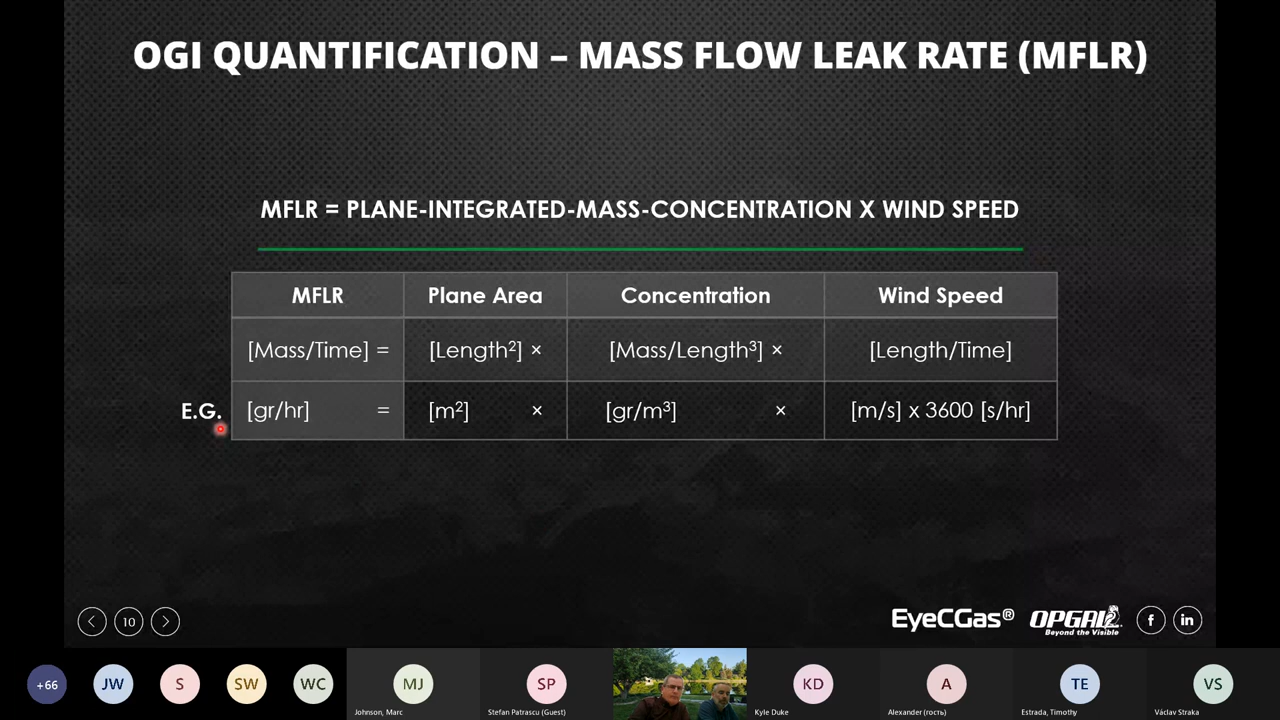 OGI QUANTIFICATION – MASS FLOW LEAK RATE (MFLR)
MFLR = PLANE-INTEGRATED-MASS-CONCENTRATION X WIND SPEED
MFLR Plane Area Concentration Wind Speed
[Mass/Time] = [Length²] × [Mass/Length³] × [Length/Time]
E.G. [gr/hr] = [m²] × [gr/m³] × [m/s] x 3600 [s/hr]
10
EyeCGas® OPGAL
Beyond the Visible
f in
+66 JW S SW WC MJ SP KD A TE VS
Johnson, Marc Stefan Patrascu (Guest) Kyle Duke Alexander (гость) Estrada, Timothy Václav Straka